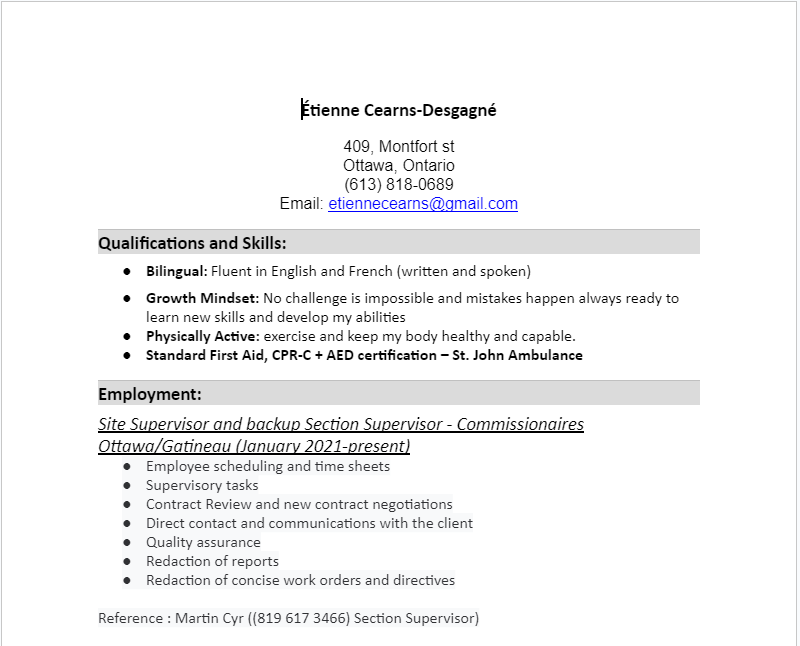 Étienne Cearns-Desgagné
409, Montfort st
Ottawa, Ontario
(613) 818-0689
Email: etiennecearns@gmail.com
Qualifications and Skills:
● Bilingual: Fluent in English and French (written and spoken)
● Growth Mindset: No challenge is impossible and mistakes happen always ready to
learn new skills and develop my abilities
● Physically Active: exercise and keep my body healthy and capable.
● Standard First Aid, CPR-C + AED certification – St. John Ambulance
Employment:
Site Supervisor and backup Section Supervisor - Commissionaires
Ottawa/Gatineau (January 2021-present)
● Employee scheduling and time sheets
● Supervisory tasks
● Contract Review and new contract negotiations
● Direct contact and communications with the client
● Quality assurance
● Redaction of reports
● Redaction of concise work orders and directives
Reference : Martin Cyr ((819 617 3466) Section Supervisor)